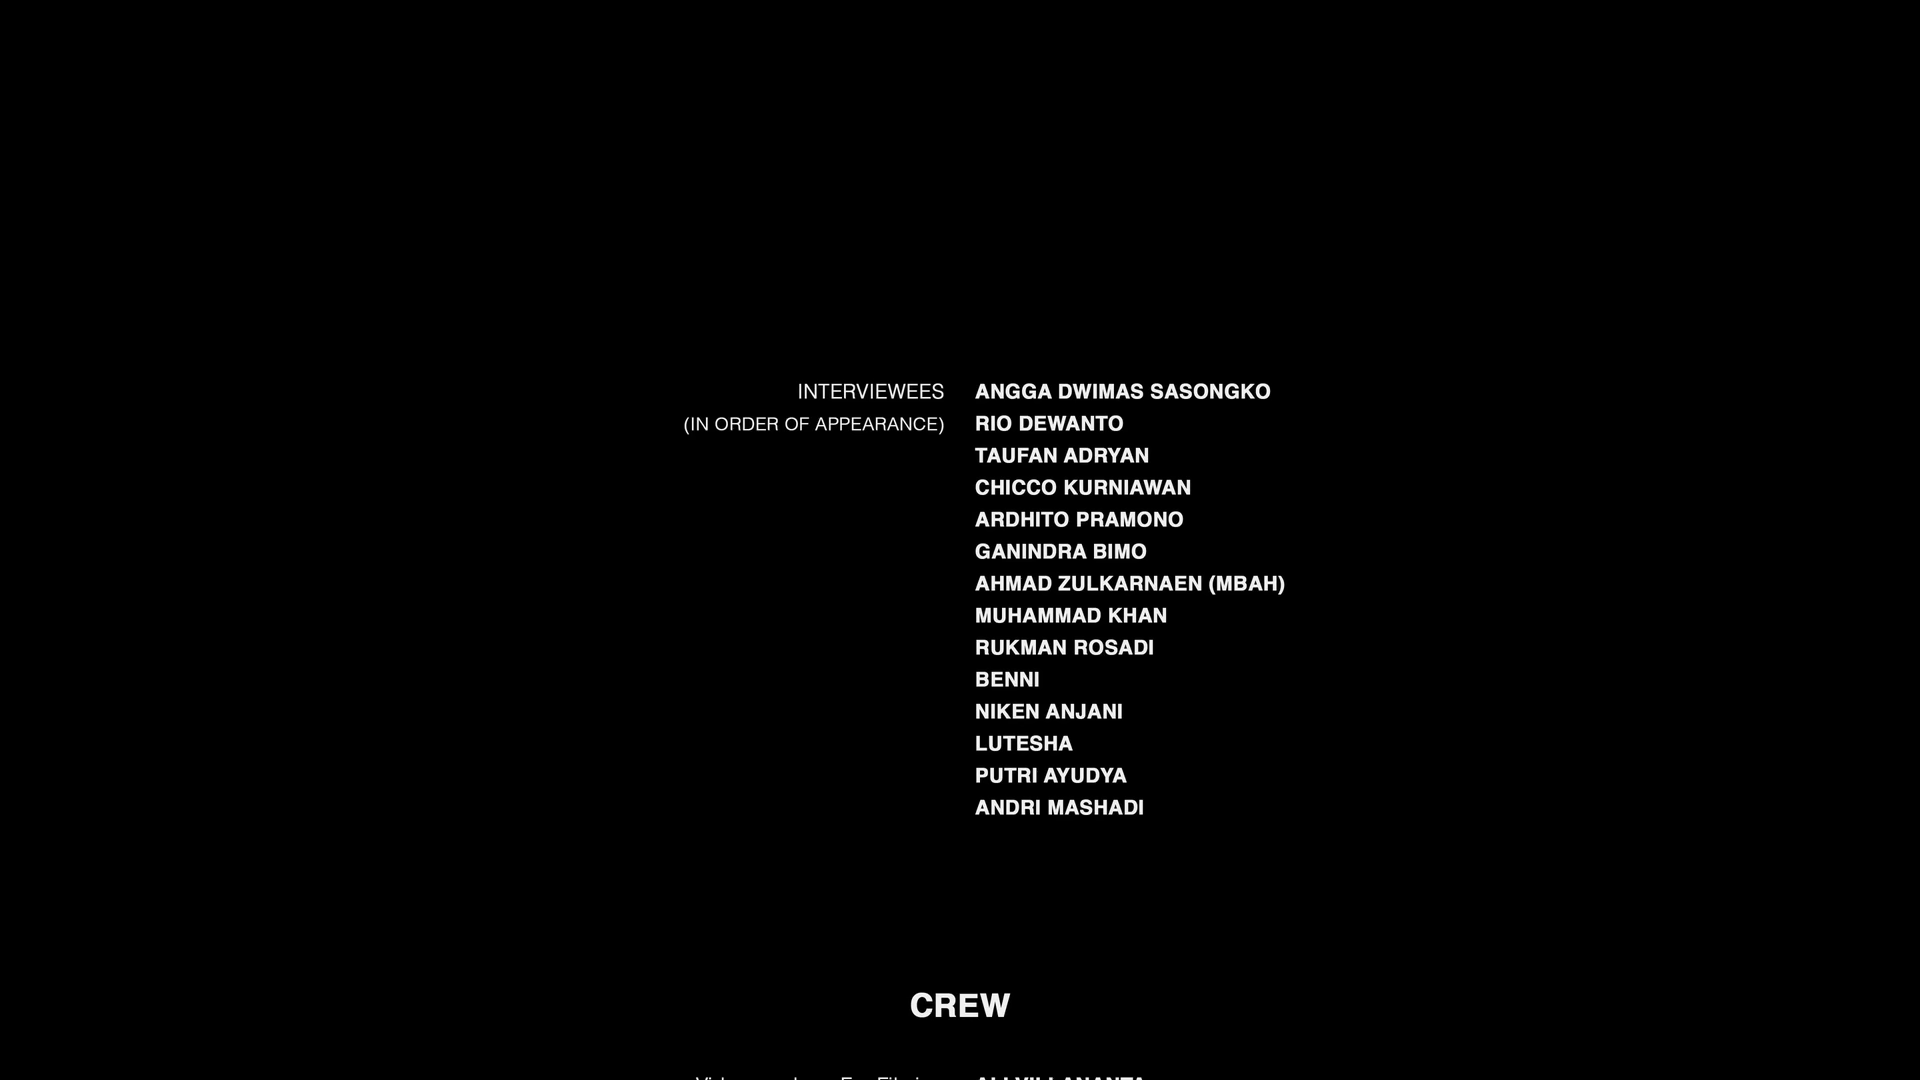 INTERVIEWEES ANGGA DWIMAS SASONGKO
(IN ORDER OF APPEARANCE) RIO DEWANTO
TAUFAN ADRYAN
CHICCO KURNIAWAN
ARDHITO PRAMONO
GANINDRA BIMO
AHMAD ZULKARNAEN (MBAH)
MUHAMMAD KHAN
RUKMAN ROSADI
BENNI
NIKEN ANJANI
LUTESHA
PUTRI AYUDYA
ANDRI MASHADI
CREW